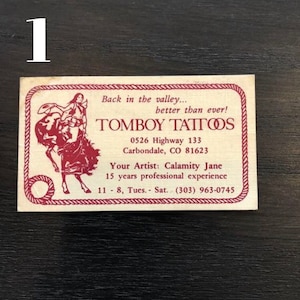 1
Back in the valley...
better than ever!
TOMBOY TATTOOS
0526 Highway 133
Carbondale, CO 81623
Your Artist: Calamity Jane
15 years professional experience
11 - 8, Tues. - Sat. (303) 963-0745